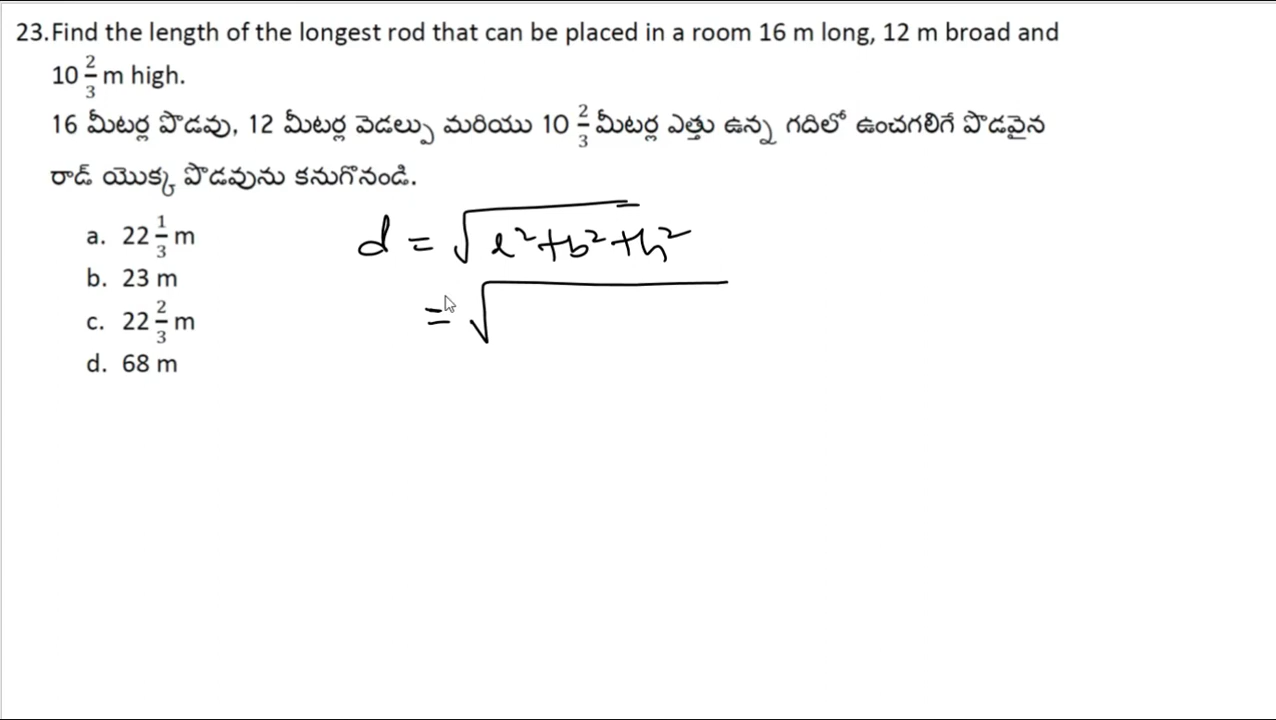 23.Find the length of the longest rod that can be placed in a room 16 m long, 12 m broad and
10 2/3 m high.
16 మీటర్ల పొడవు, 12 మీటర్ల వెడల్పు మరియు 10 2/3 మీటర్ల ఎత్తు ఉన్న గదిలో ఉంచగలిగే పొడవైన
రాడ్ యొక్క పొడవును కనుగొనండి.
a. 22 1/3 m
b. 23 m
c. 22 2/3 m
d. 68 m
d = √(l²+b²+h²)
= √